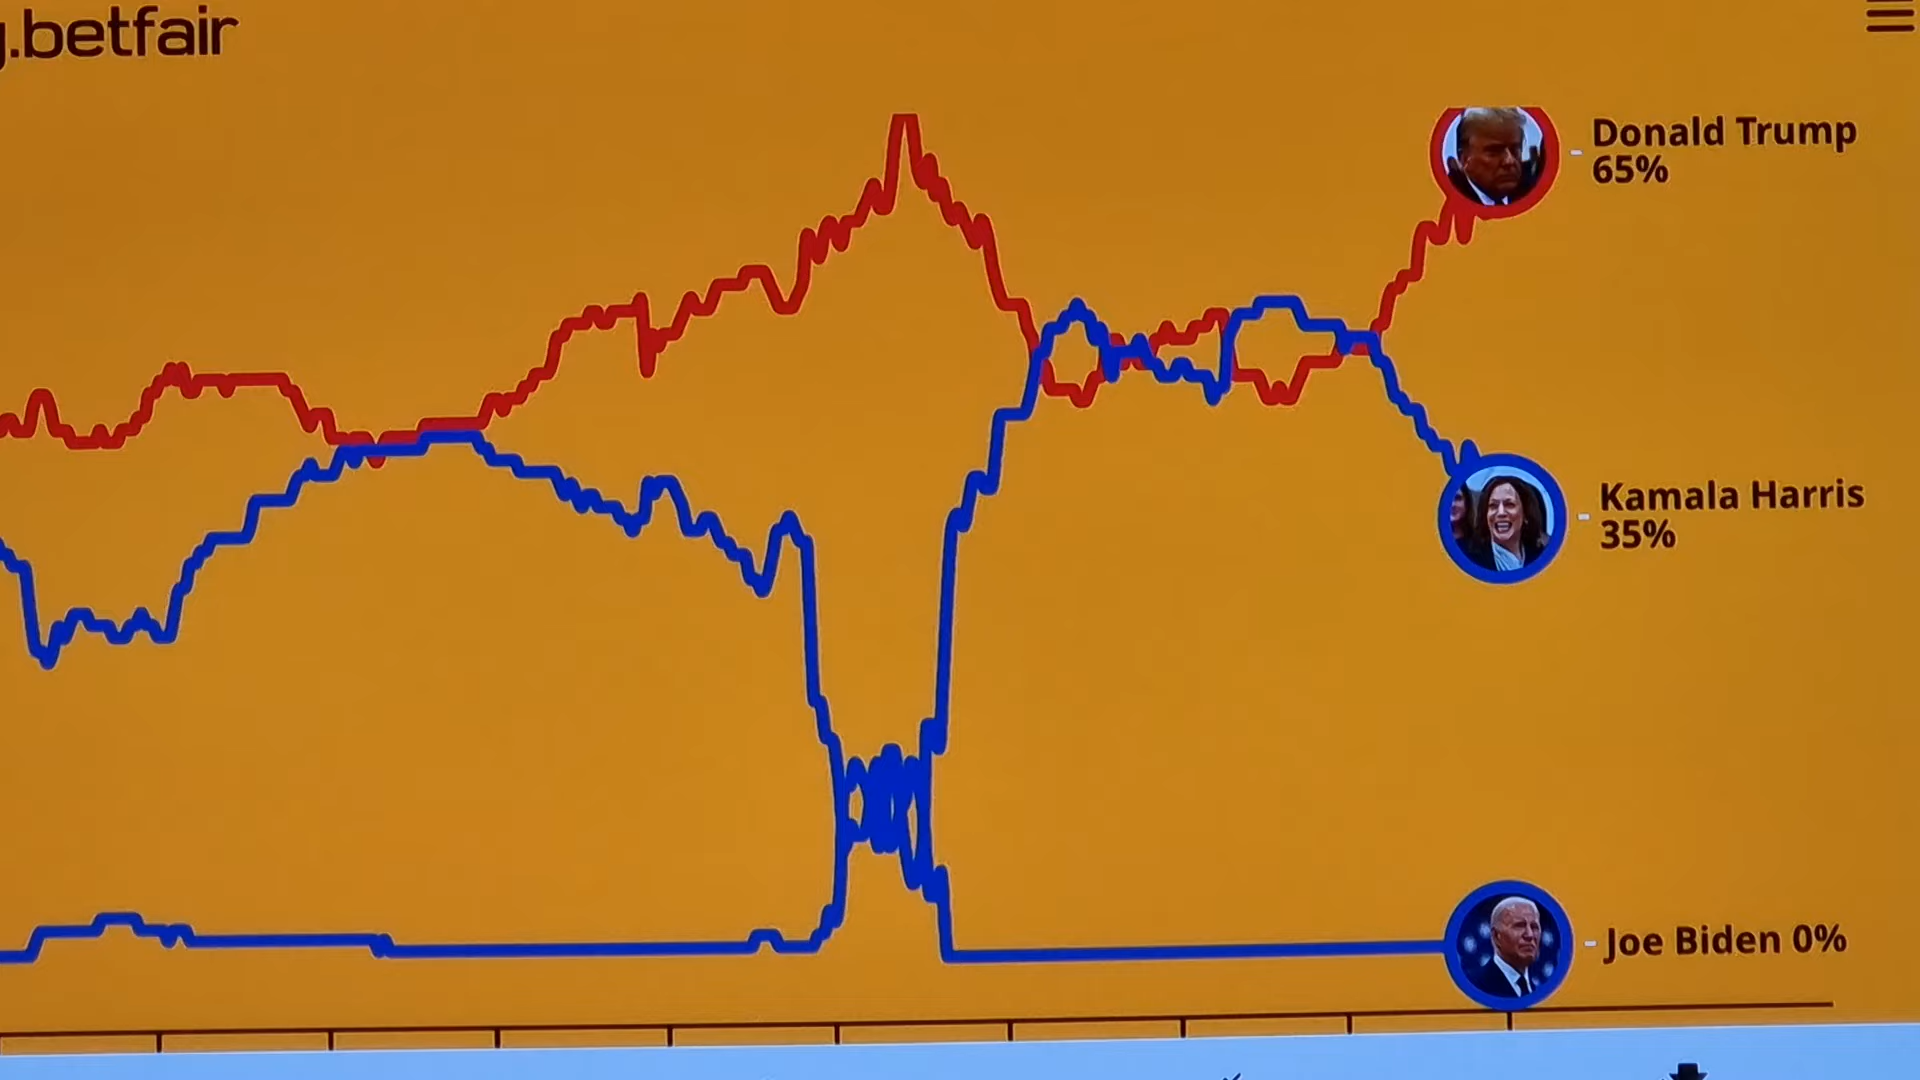 .betfair
Donald Trump
65%
Kamala Harris
35%
Joe Biden 0%